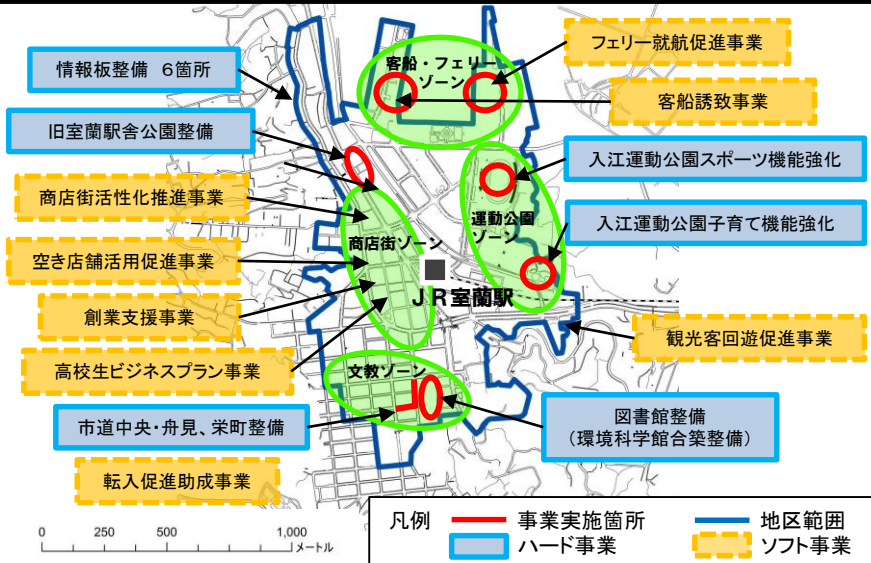 情報板整備 6箇所
旧室蘭駅舎公園整備
商店街活性化推進事業
空き店舗活用促進事業
創業支援事業
高校生ビジネスプラン事業
市道中央・舟見、栄町整備
転入促進助成事業
客船・フェリー
ゾーン
商店街ゾーン
運動公園
ゾーン
JR室蘭駅
文教ゾーン
フェリー就航促進事業
客船誘致事業
入江運動公園スポーツ機能強化
入江運動公園子育て機能強化
観光客回遊促進事業
図書館整備
(環境科学館合築整備)
0 250 500 1,000
メートル
凡例 事業実施箇所 地区範囲
ハード事業 ソフト事業